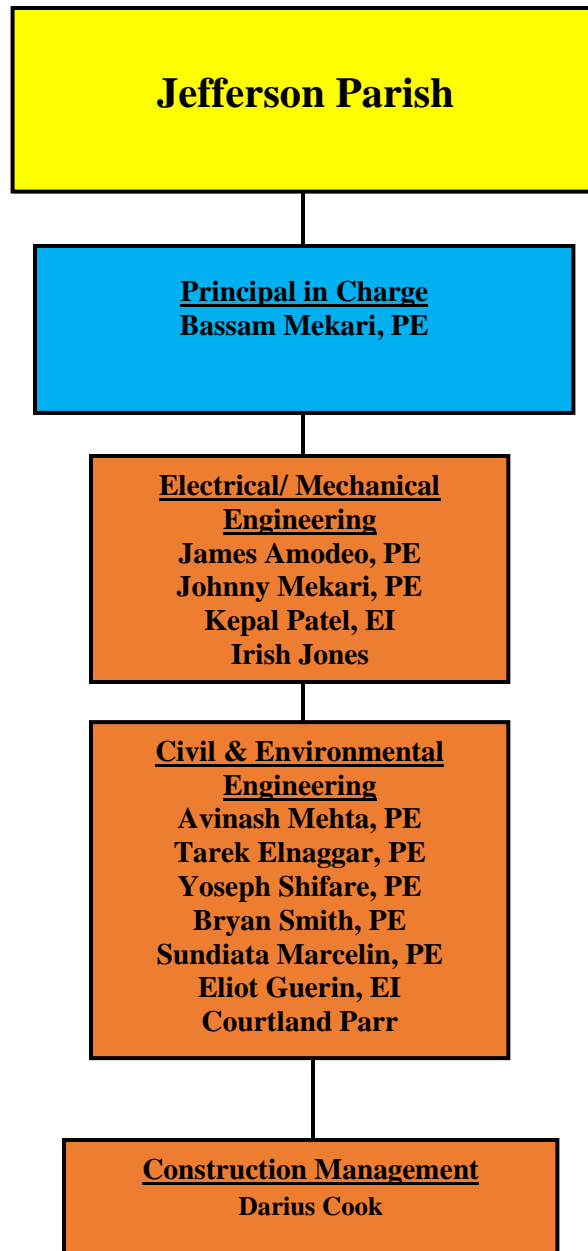 Jefferson Parish
Principal in Charge
Bassam Mekari, PE
Electrical/ Mechanical
Engineering
James Amodeo, PE
Johnny Mekari, PE
Kepal Patel, EI
Irish Jones
Civil & Environmental
Engineering
Avinash Mehta, PE
Tarek Elnaggar, PE
Yoseph Shifare, PE
Bryan Smith, PE
Sundiata Marcelin, PE
Eliot Guerin, EI
Courtland Parr
Construction Management
Darius Cook